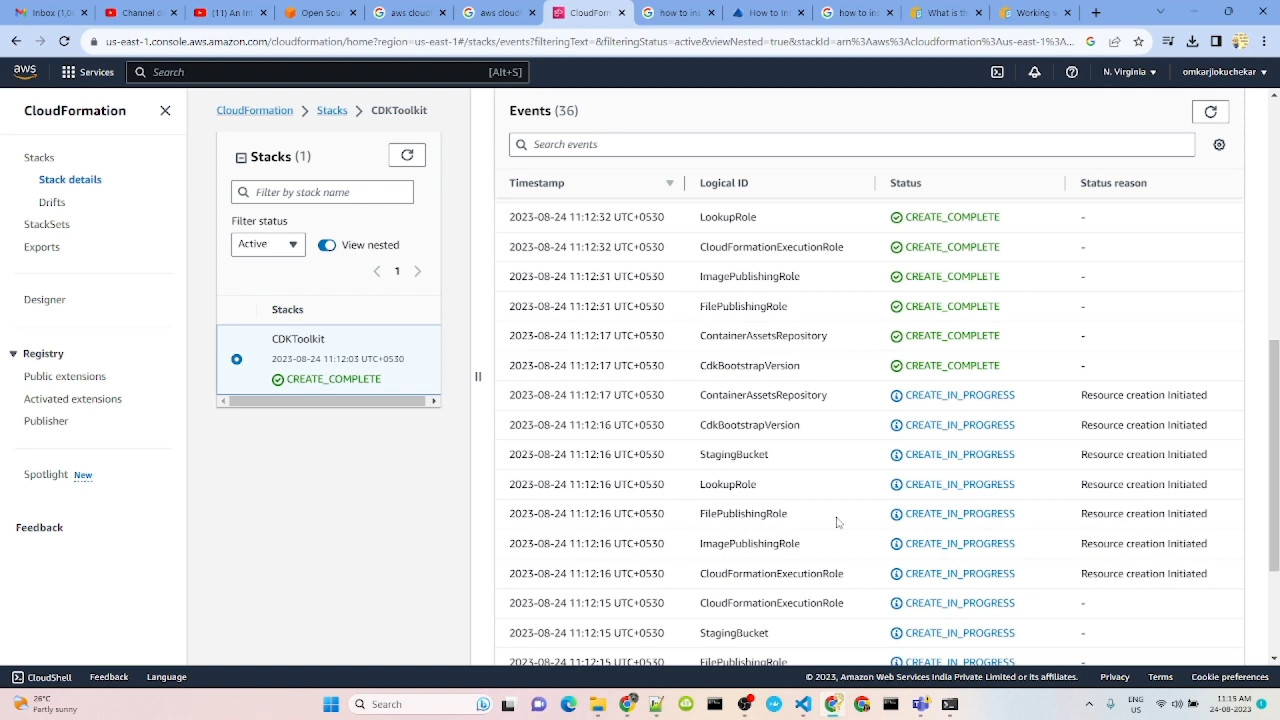 Inbox (1,0
Channel d
(1) An Int
Open Sou
aws cloud
aws cloud
CloudForm
how to ins
How to In
how to in
What is th
Working v
us-east-1.console.aws.amazon.com/cloudformation/home?region=us-east-1#/stacks/events?filteringText=&filteringStatus=active&viewNested=true&stackId=arn%3Aaws%3Acloudformation%3Aus-east-1%3A...
aws
Services
Search [Alt+S]
N. Virginia
omarjlokuchekar
CloudFormation
Stacks
Stack details
Drifts
StackSets
Exports
Designer
Registry
Public extensions
Activated extensions
Publisher
Spotlight New
Feedback
CloudFormation > Stacks > CDKToolkit
Stacks (1)
Filter by stack name
Filter status
Active
View nested
1
Stacks
CDKToolkit
2023-08-24 11:12:03 UTC+0530
CREATE_COMPLETE
Events (36)
Search events
Timestamp Logical ID Status Status reason
2023-08-24 11:12:32 UTC+0530 LookupRole CREATE_COMPLETE -
2023-08-24 11:12:32 UTC+0530 CloudFormationExecutionRole CREATE_COMPLETE -
2023-08-24 11:12:31 UTC+0530 ImagePublishingRole CREATE_COMPLETE -
2023-08-24 11:12:31 UTC+0530 FilePublishingRole CREATE_COMPLETE -
2023-08-24 11:12:17 UTC+0530 ContainerAssetsRepository CREATE_COMPLETE -
2023-08-24 11:12:17 UTC+0530 CdkBootstrapVersion CREATE_COMPLETE -
2023-08-24 11:12:17 UTC+0530 ContainerAssetsRepository CREATE_IN_PROGRESS Resource creation Initiated
2023-08-24 11:12:16 UTC+0530 CdkBootstrapVersion CREATE_IN_PROGRESS Resource creation Initiated
2023-08-24 11:12:16 UTC+0530 StagingBucket CREATE_IN_PROGRESS Resource creation Initiated
2023-08-24 11:12:16 UTC+0530 LookupRole CREATE_IN_PROGRESS Resource creation Initiated
2023-08-24 11:12:16 UTC+0530 FilePublishingRole CREATE_IN_PROGRESS Resource creation Initiated
2023-08-24 11:12:16 UTC+0530 ImagePublishingRole CREATE_IN_PROGRESS Resource creation Initiated
2023-08-24 11:12:16 UTC+0530 CloudFormationExecutionRole CREATE_IN_PROGRESS Resource creation Initiated
2023-08-24 11:12:15 UTC+0530 CloudFormationExecutionRole CREATE_IN_PROGRESS -
2023-08-24 11:12:15 UTC+0530 StagingBucket CREATE_IN_PROGRESS -
2023-08-24 11:12:15 UTC+0530 FilePublishingRole CREATE_IN_PROGRESS -
CloudShell Feedback Language
© 2023, Amazon Web Services India Private Limited or its affiliates. Privacy Terms Cookie preferences
Partly sunny
Search
ENG
US
11:15 AM
24-08-2023